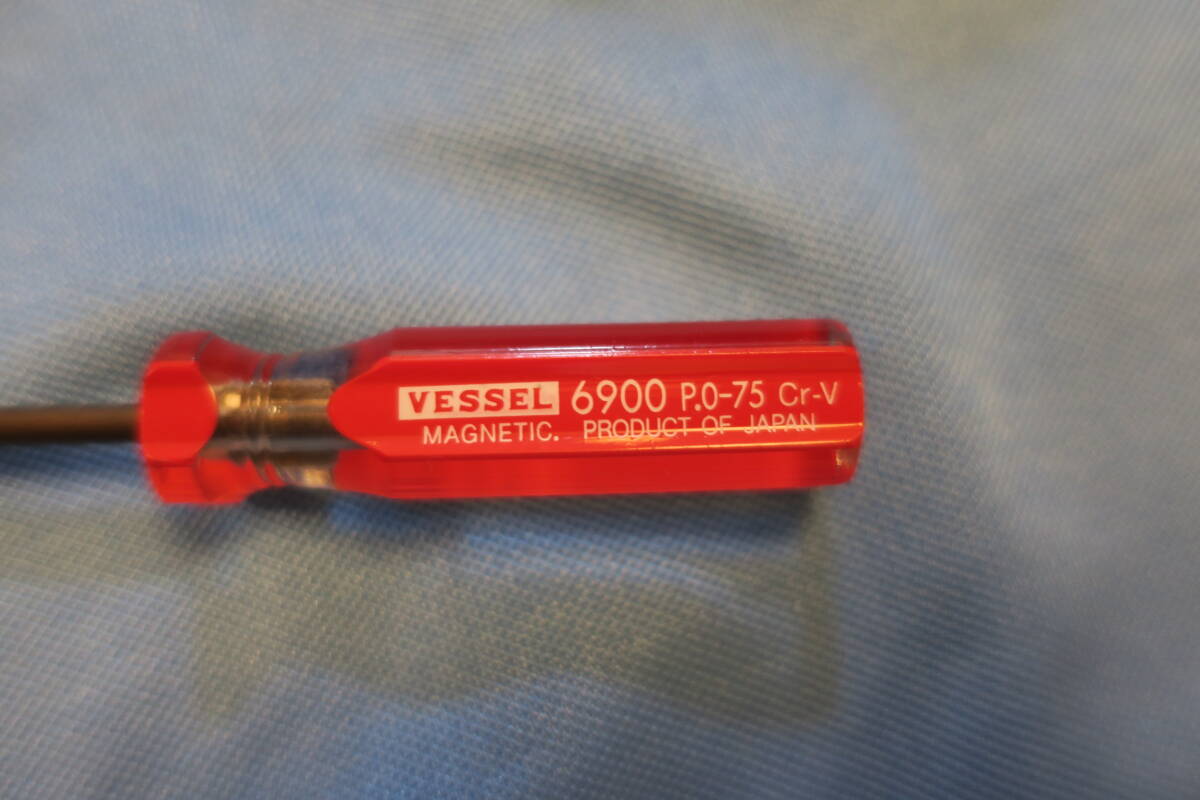 VESSEL 6900 P.0-75 Cr-V
MAGNETIC. PRODUCT OF JAPAN